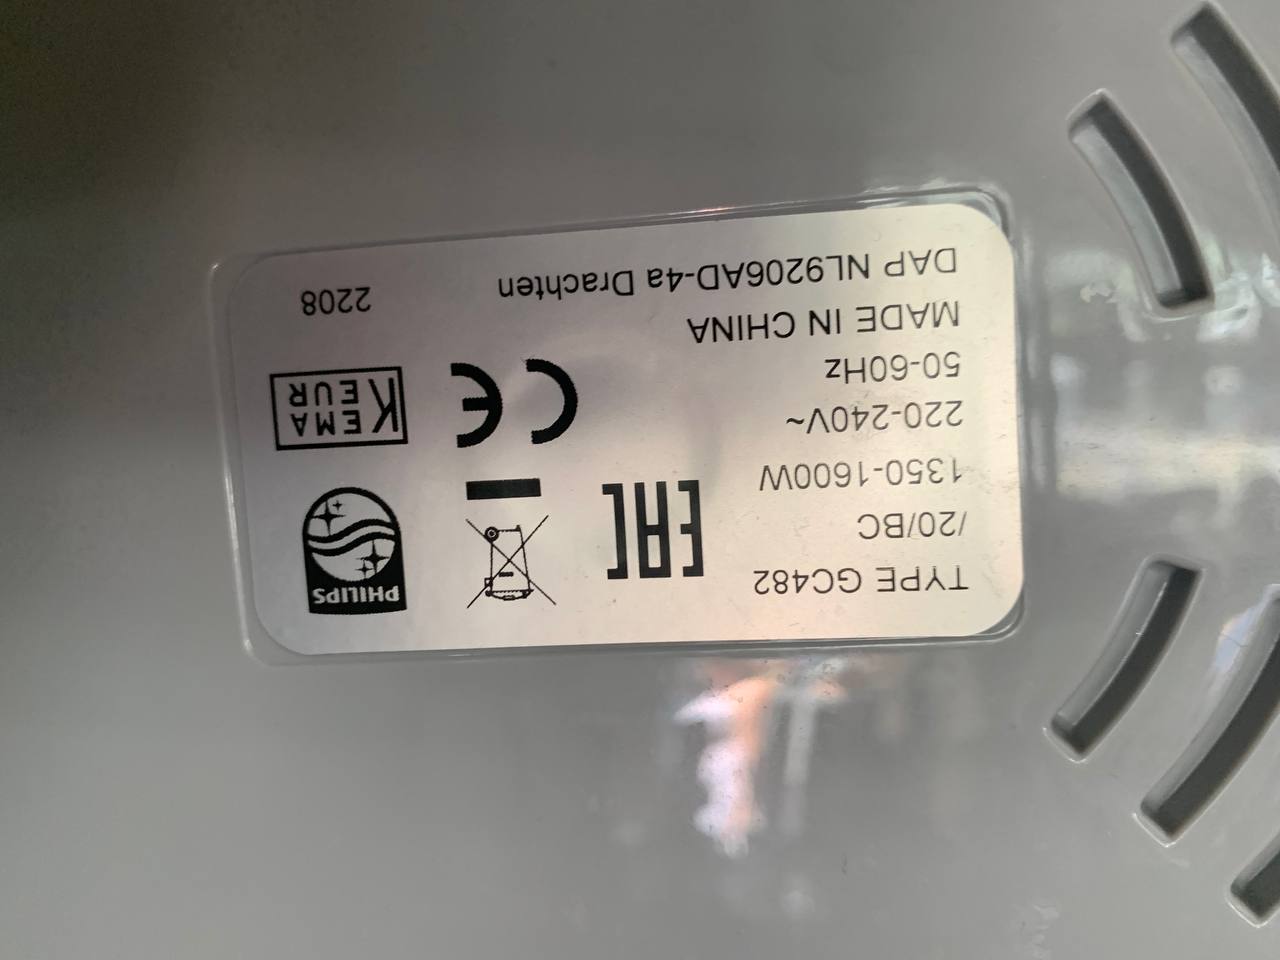 TYPE GC482
/20/BC
1350-1600W
220-240V~
50-60Hz
MADE IN CHINA
DAP NL9206AD-4a Drachten
EAC
CE
PHILIPS
KEMA
KEUR
2208